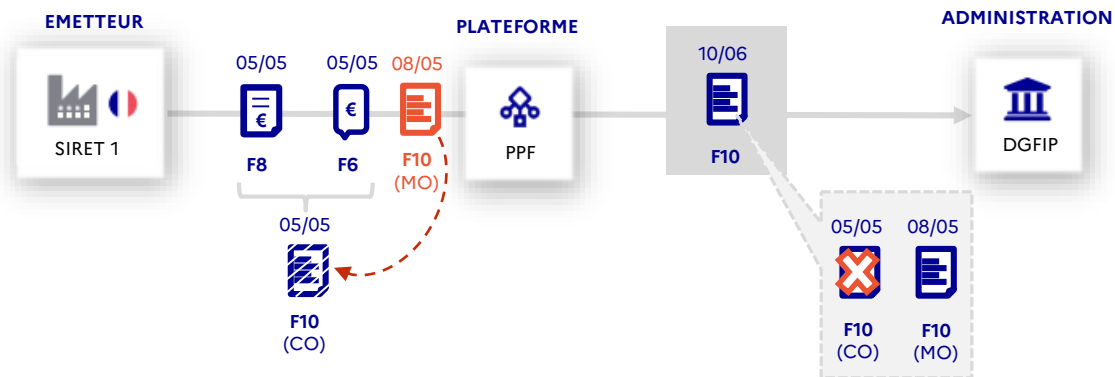 EMETTEUR
PLATEFORME
ADMINISTRATION
05/05
05/05
08/05
10/06
€
€
SIRET 1
PPF
DGFIP
F8
F6
F10
(MO)
F10
05/05
F10
(CO)
05/05
08/05
F10
(CO)
F10
(MO)